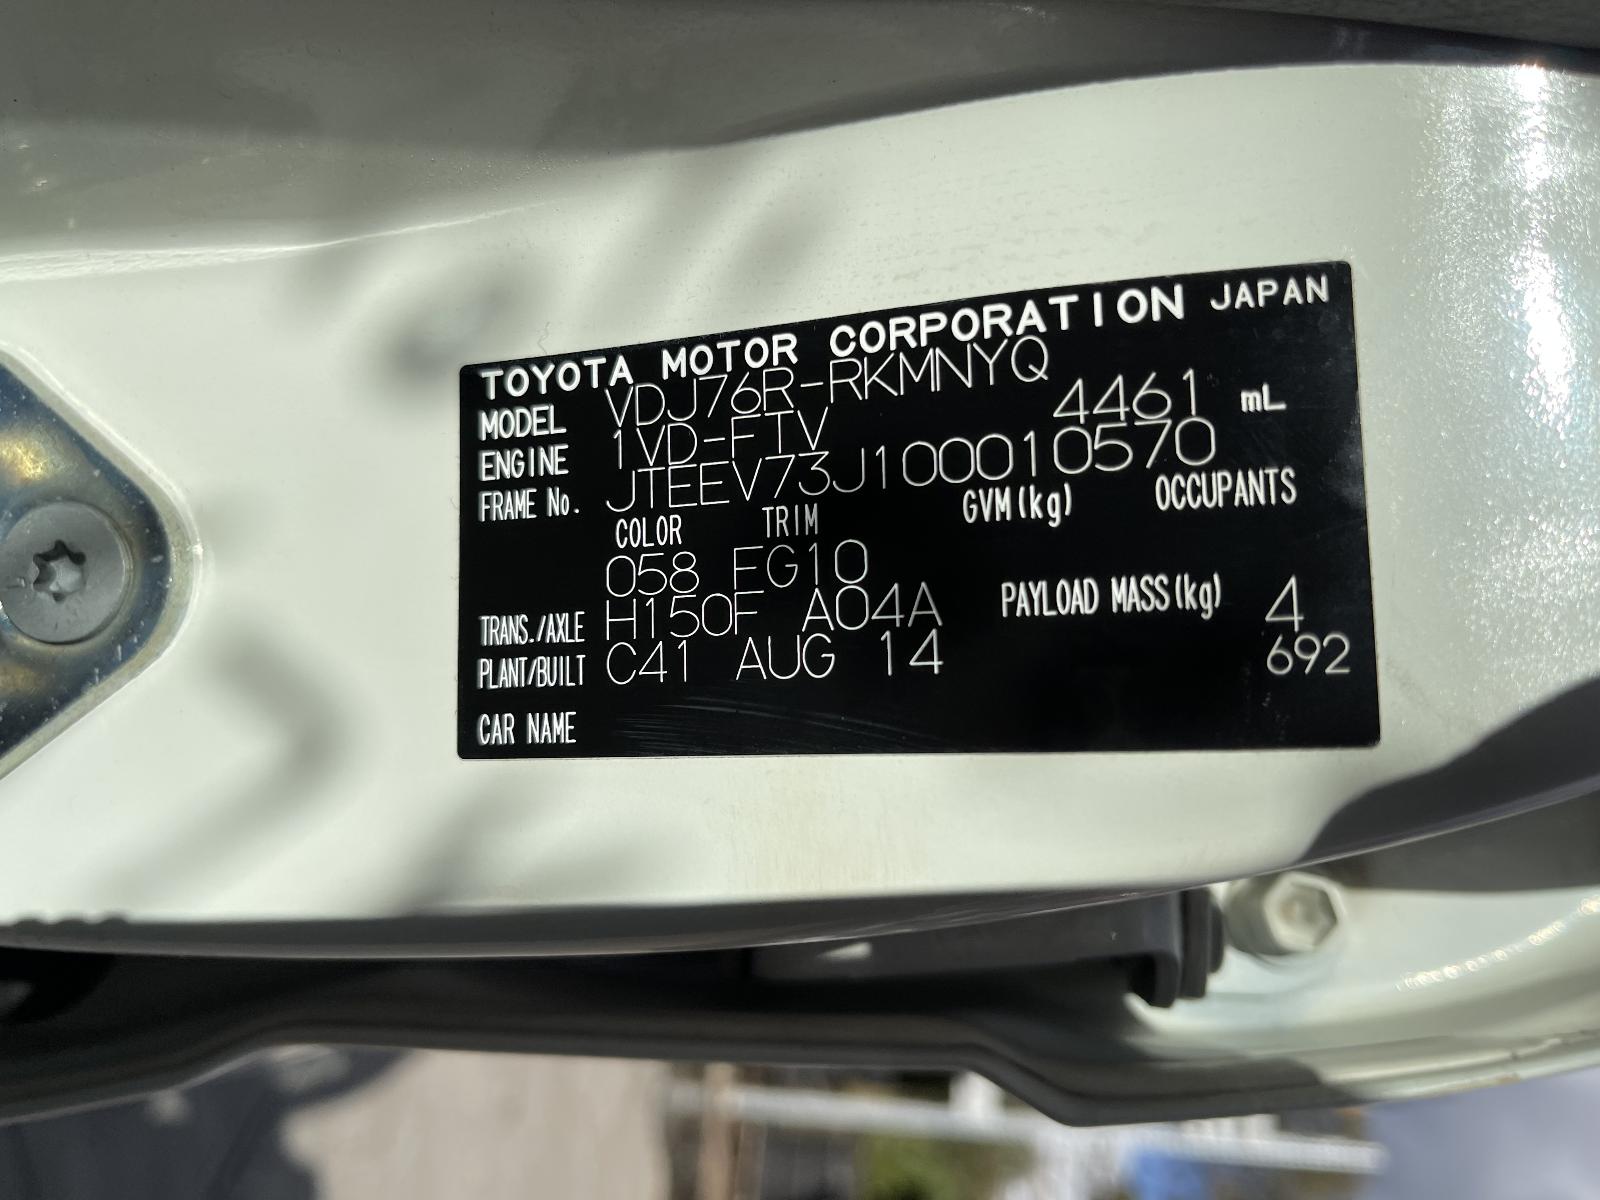 TOYOTA MOTOR CORPORATION JAPAN
MODEL VDJ76R-RKMNYQ
ENGINE 1VD-FTV 4461 mL
FRAME No. JTEEV73J100010570
COLOR TRIM GVM(kg) OCCUPANTS
058 FG10
TRANS./AXLE H150F A04A PAYLOAD MASS(kg) 4
PLANT/BUILT C41 AUG 14 692
CAR NAME